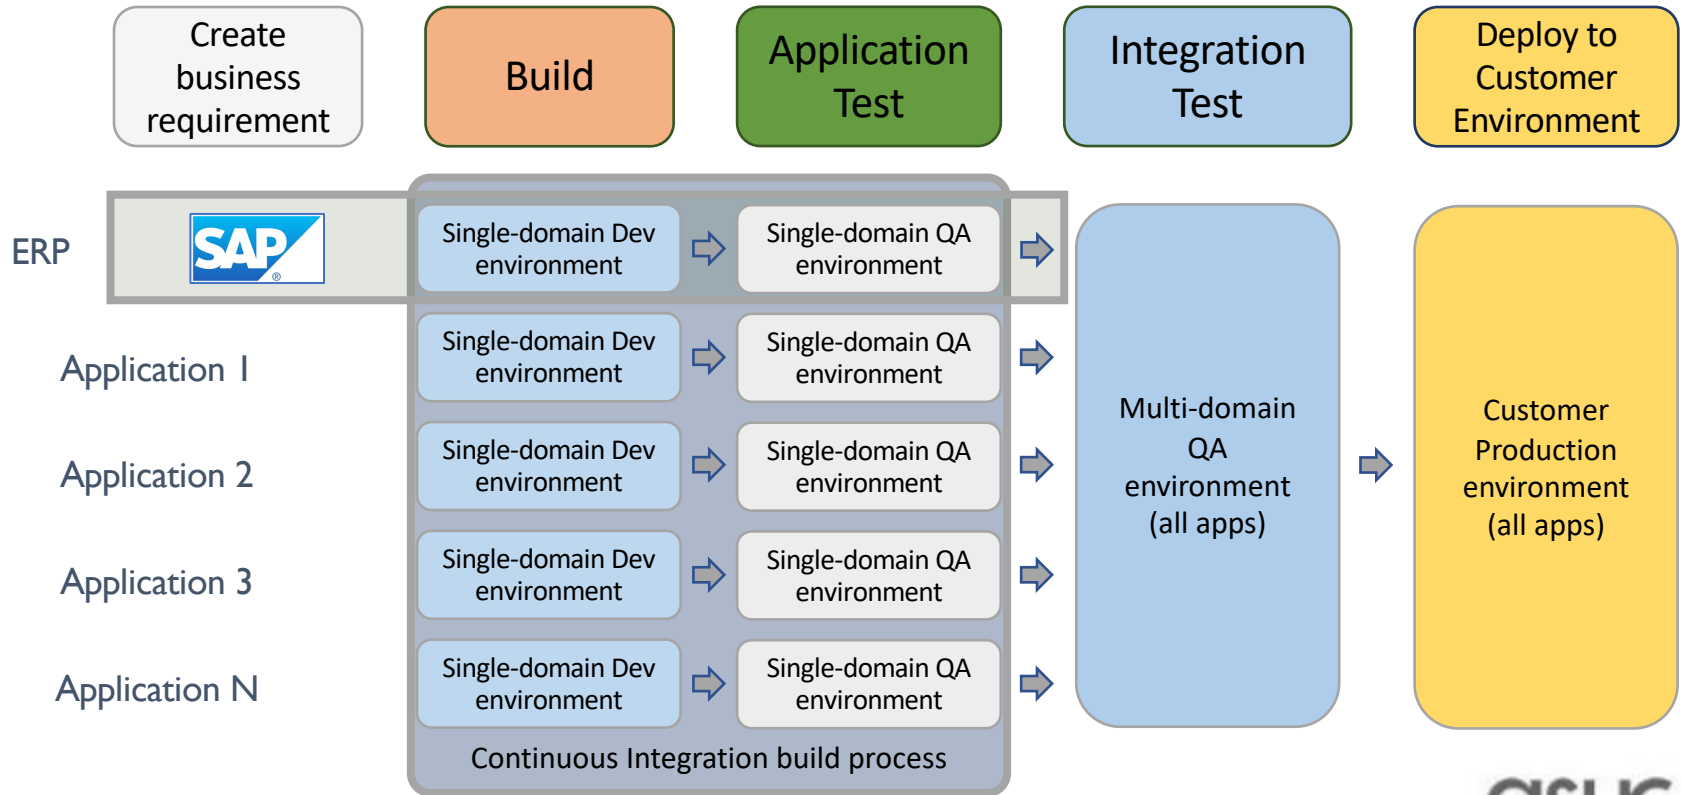 Create
business
requirement
Build
Application
Test
Integration
Test
Deploy to
Customer
Environment
ERP
SAP
®
Single-domain Dev
environment
Single-domain QA
environment
Application 1
Single-domain Dev
environment
Single-domain QA
environment
Application 2
Single-domain Dev
environment
Single-domain QA
environment
Application 3
Single-domain Dev
environment
Single-domain QA
environment
Application N
Single-domain Dev
environment
Single-domain QA
environment
Multi-domain
QA
environment
(all apps)
Customer
Production
environment
(all apps)
Continuous Integration build process